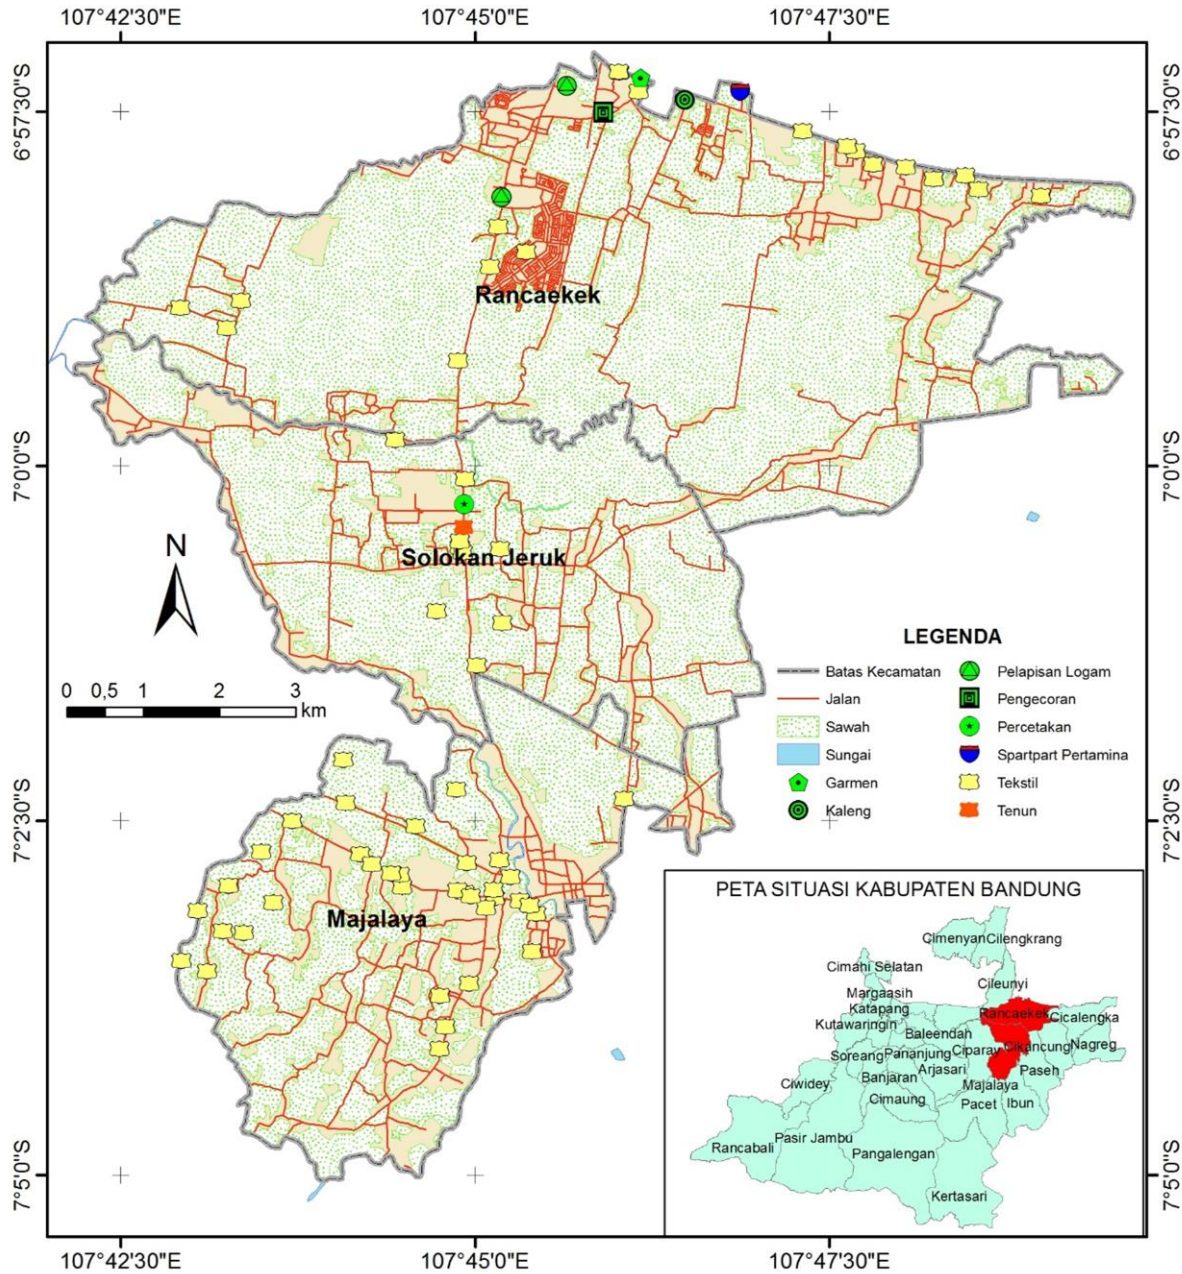 107°42'30"E 107°45'0"E 107°47'30"E
6°57'30"S 6°57'30"S
Rancaekek
7°0'0"S 7°0'0"S
Solokan Jeruk
N
LEGENDA
0 0,5 1 2 3
km
Batas Kecamatan
Jalan
Sawah
Sungai
Garmen
Kaleng
Pelapisan Logam
Pengecoran
Percetakan
Spartpart Pertamina
Tekstil
Tenun
7°2'30"S 7°2'30"S
Majalaya
PETA SITUASI KABUPATEN BANDUNG
Cimenyan Cilengkrang
Cimahi Selatan
Cileunyi
Margaasih
Katapang
Rancaekek Cicalengka
Kutawaringin
Baleendah
Soreang Pananjung Ciparay Cikancung Nagreg
Arjasari Paseh
Banjaran
Ciwidey Majalaya
Cimaung Pacet Ibun
Pasir Jambu
Rancabali Pangalengan
Kertasari
7°5'0"S 7°5'0"S
107°42'30"E 107°45'0"E 107°47'30"E